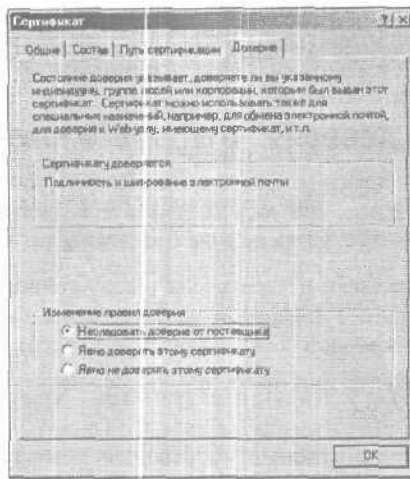 Сертификат
Общие Состав Путь сертификации Доверие
Состояние доверия указывает, доверяете ли вы указанному
индивидууму, группе людей или корпорации, которым был выдан этот
сертификат. Сертификат можно использовать также для
специальных назначений, например, для обмена электронной почтой,
для доверия к Web-узлу, имеющему сертификат, и т.п.
Сертификату доверяется
Подлинность и шифрование электронной почты
Изменение правил доверия
Наследовать доверие от поставщика
Явно доверять этому сертификату
Явно не доверять этому сертификату
OK